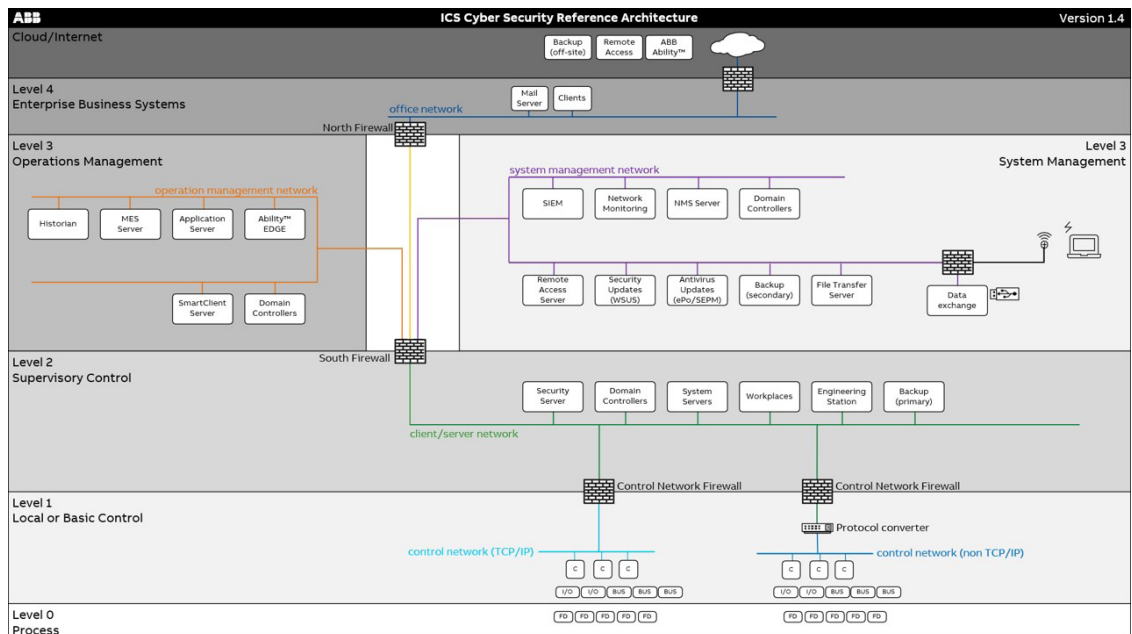 ABB
ICS Cyber Security Reference Architecture
Version 1.4
Cloud/Internet
Backup
(off-site)
Remote
Access
ABB
Ability™
Level 4
Enterprise Business Systems
Mail
Server
Clients
office network
North Firewall
Level 3
Operations Management
Level 3
System Management
operation management network
Historian
MES
Server
Application
Server
Ability™
EDGE
SmartClient
Server
Domain
Controllers
system management network
SIEM
Network
Monitoring
NMS Server
Domain
Controllers
Remote
Access
Server
Security
Updates
(WSUS)
Antivirus
Updates
(ePo/SEPM)
Backup
(secondary)
File Transfer
Server
Data
exchange
South Firewall
Level 2
Supervisory Control
Security
Server
Domain
Controllers
System
Servers
Workplaces
Engineering
Station
Backup
(primary)
client/server network
Control Network Firewall
Control Network Firewall
Level 1
Local or Basic Control
Protocol converter
control network (TCP/IP)
control network (non TCP/IP)
C C C
C C C
I/O I/O BUS BUS BUS
I/O I/O BUS BUS BUS
Level 0
Process
FD FD FD FD FD
FD FD FD FD FD